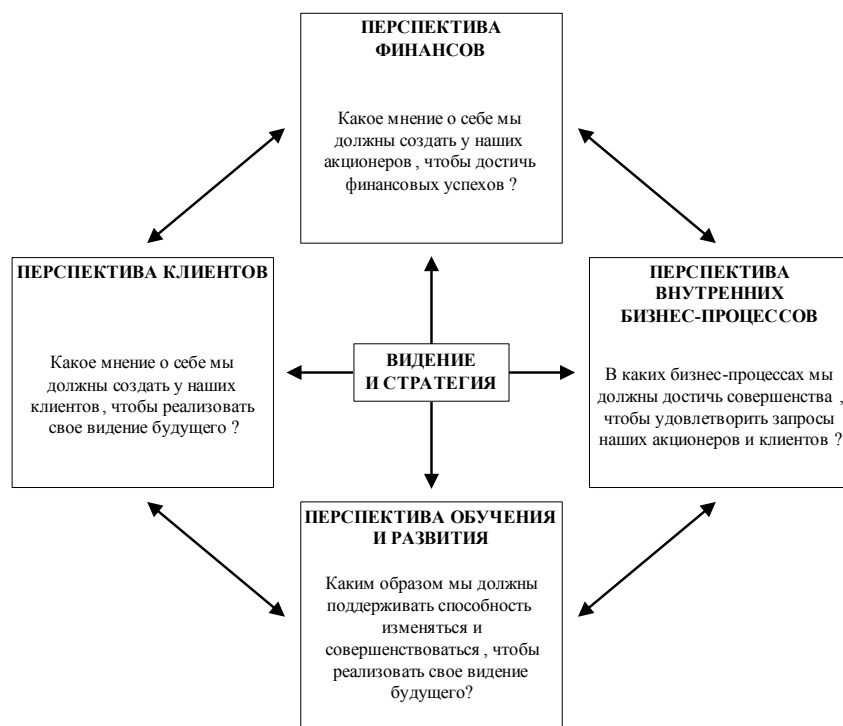 ПЕРСПЕКТИВА
ФИНАНСОВ
Какое мнение о себе мы
должны создать у наших
акционеров , чтобы достичь
финансовых успехов ?
ПЕРСПЕКТИВА КЛИЕНТОВ
Какое мнение о себе мы
должны создать у наших
клиентов , чтобы реализовать
свое видение будущего ?
ВИДЕНИЕ
И СТРАТЕГИЯ
ПЕРСПЕКТИВА
ВНУТРЕННИХ
БИЗНЕС-ПРОЦЕССОВ
В каких бизнес-процессах мы
должны достичь совершенства ,
чтобы удовлетворить запросы
наших акционеров и клиентов ?
ПЕРСПЕКТИВА ОБУЧЕНИЯ
И РАЗВИТИЯ
Каким образом мы должны
поддерживать способность
изменяться и
совершенствоваться , чтобы
реализовать свое видение
будущего?